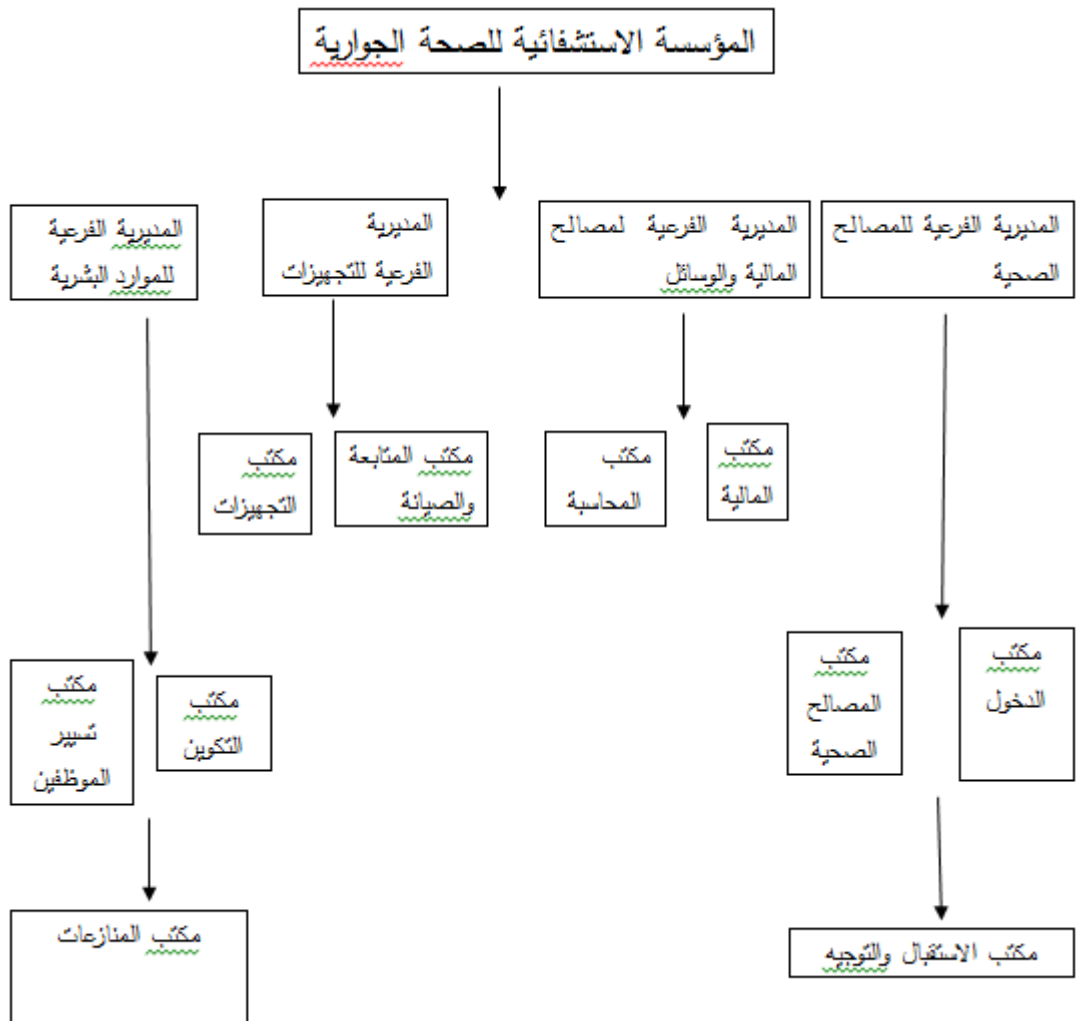 المؤسسة الاستشفائية للصحة الجوارية
المديرية الفرعية للمصالح
الصحية
المديرية الفرعية لمصالح
المالية والوسائل
المديرية
الفرعية للتجهيزات
المديرية الفرعية
للموارد البشرية
مكتب
المالية
مكتب
المحاسبة
مكتب المتابعة
والصيانة
مكتب
التجهيزات
مكتب
الدخول
مكتب
المصالح
الصحية
مكتب
التكوين
مكتب
تسيير
الموظفين
مكتب الاستقبال والتوجيه
مكتب المنازعات